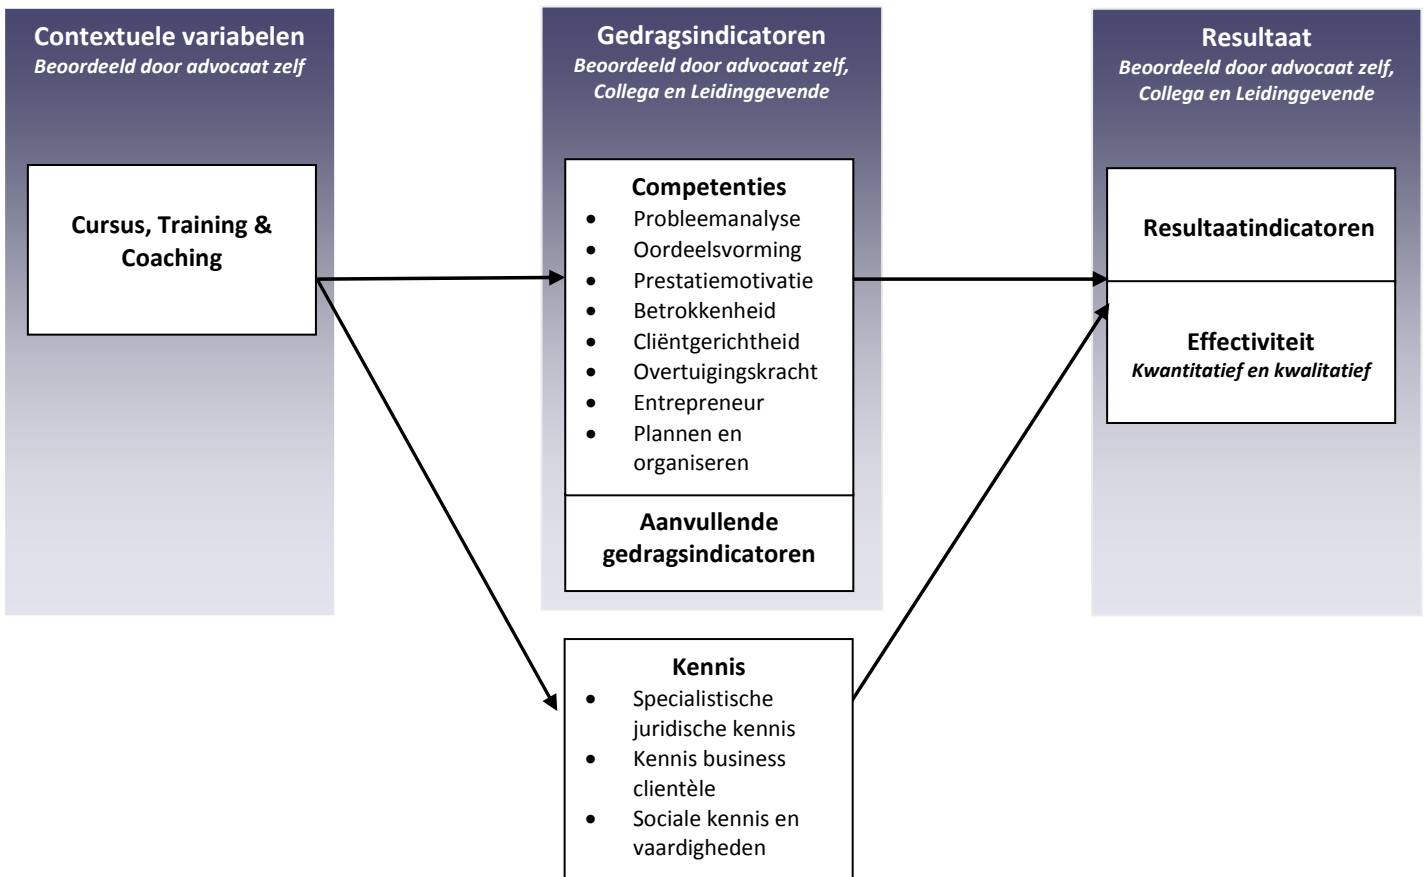 Contextuele variabelen
Beoordeeld door advocaat zelf
Cursus, Training &
Coaching
Gedragsindicatoren
Beoordeeld door advocaat zelf,
Collega en Leidinggevende
Competenties
• Probleemanalyse
• Oordeelsvorming
• Prestatiemotivatie
• Betrokkenheid
• Cliëntgerichtheid
• Overtuigingskracht
• Entrepreneur
• Plannen en
organiseren
Aanvullende
gedragsindicatoren
Kennis
• Specialistische
juridische kennis
• Kennis business
clientèle
• Sociale kennis en
vaardigheden
Resultaat
Beoordeeld door advocaat zelf,
Collega en Leidinggevende
Resultaatindicatoren
Effectiviteit
Kwantitatief en kwalitatief